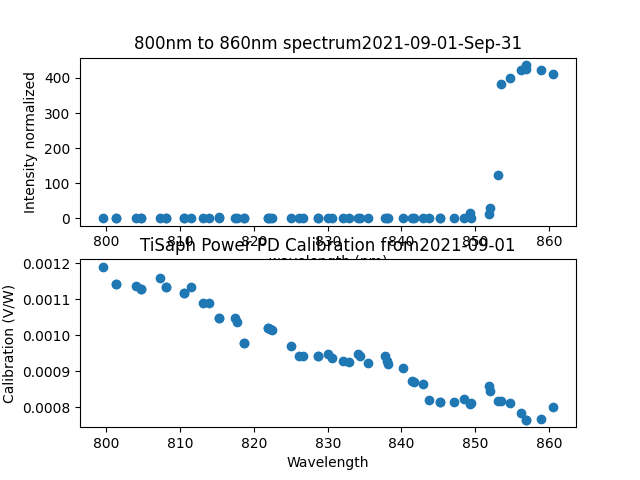 800nm to 860nm spectrum2021-09-01-Sep-31
Intensity normalized
400
300
200
100
0
800 810 820 830 840 850 860
wavelength (nm)
TiSaph Power PD Calibration from2021-09-01
Calibration (V/W)
0.0012
0.0011
0.0010
0.0009
0.0008
800 810 820 830 840 850 860
Wavelength